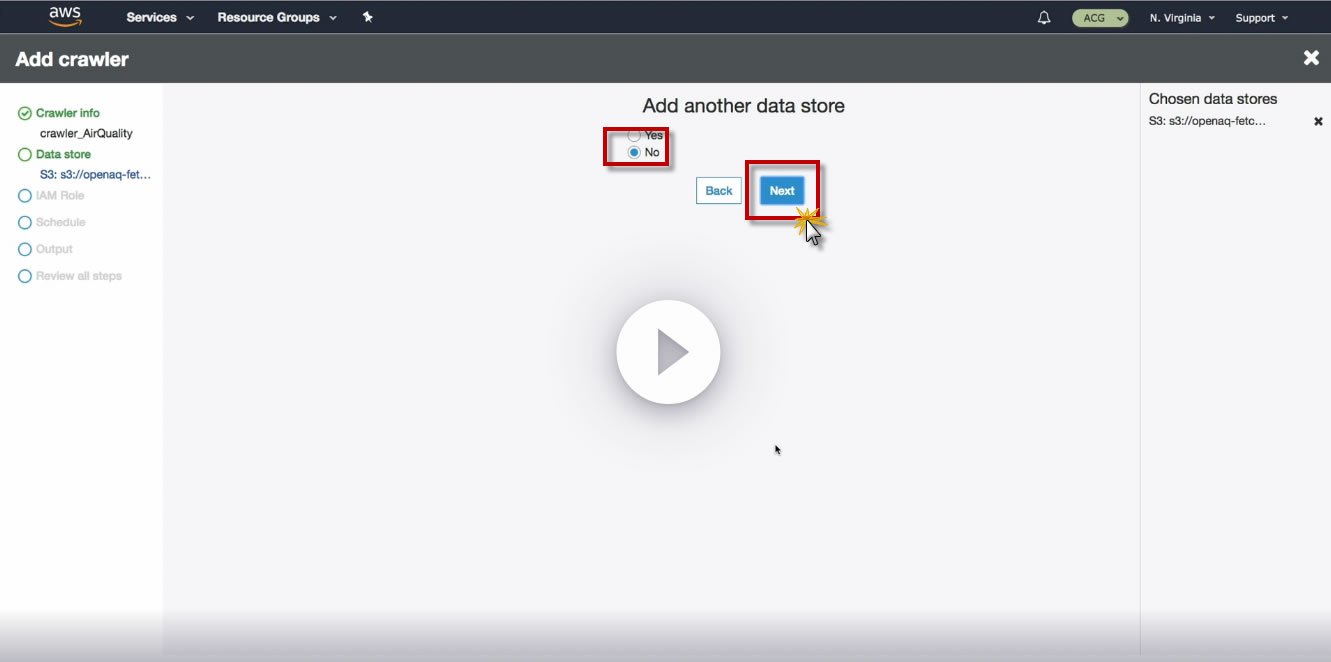 aws Services Resource Groups ACG N. Virginia Support
Add crawler
Crawler info
crawler_AirQuality
Data store
S3: s3://openaq-fet...
IAM Role
Schedule
Output
Review all steps
Add another data store
Yes
No
Back Next
Chosen data stores
S3: s3://openaq-fetc...